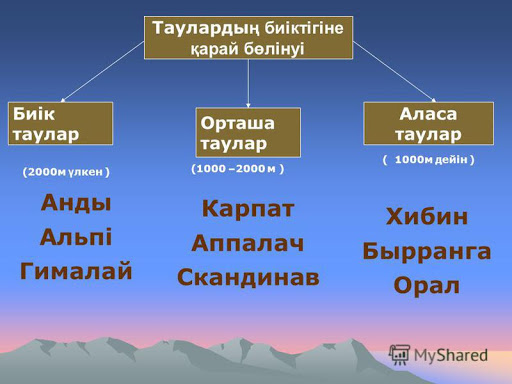 Таулардың биіктігіне
қарай бөлінуі
Биік
таулар
(2000м үлкен )
Анды
Альпі
Гималай
Орташа
таулар
(1000 –2000 м )
Карпат
Аппалач
Скандинав
Аласа
таулар
( 1000м дейін )
Хибин
Бырранга
Орал
MyShared